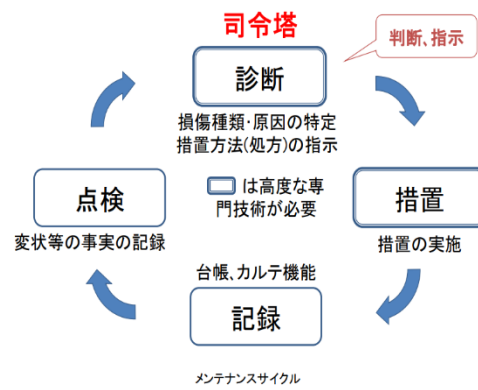 司令塔
判断、指示
診断
損傷種類・原因の特定
措置方法(処方)の指示
点検
変状等の事実の記録
は高度な専
門技術が必要
措置
措置の実施
台帳、カルテ機能
記録
メンテナンスサイクル